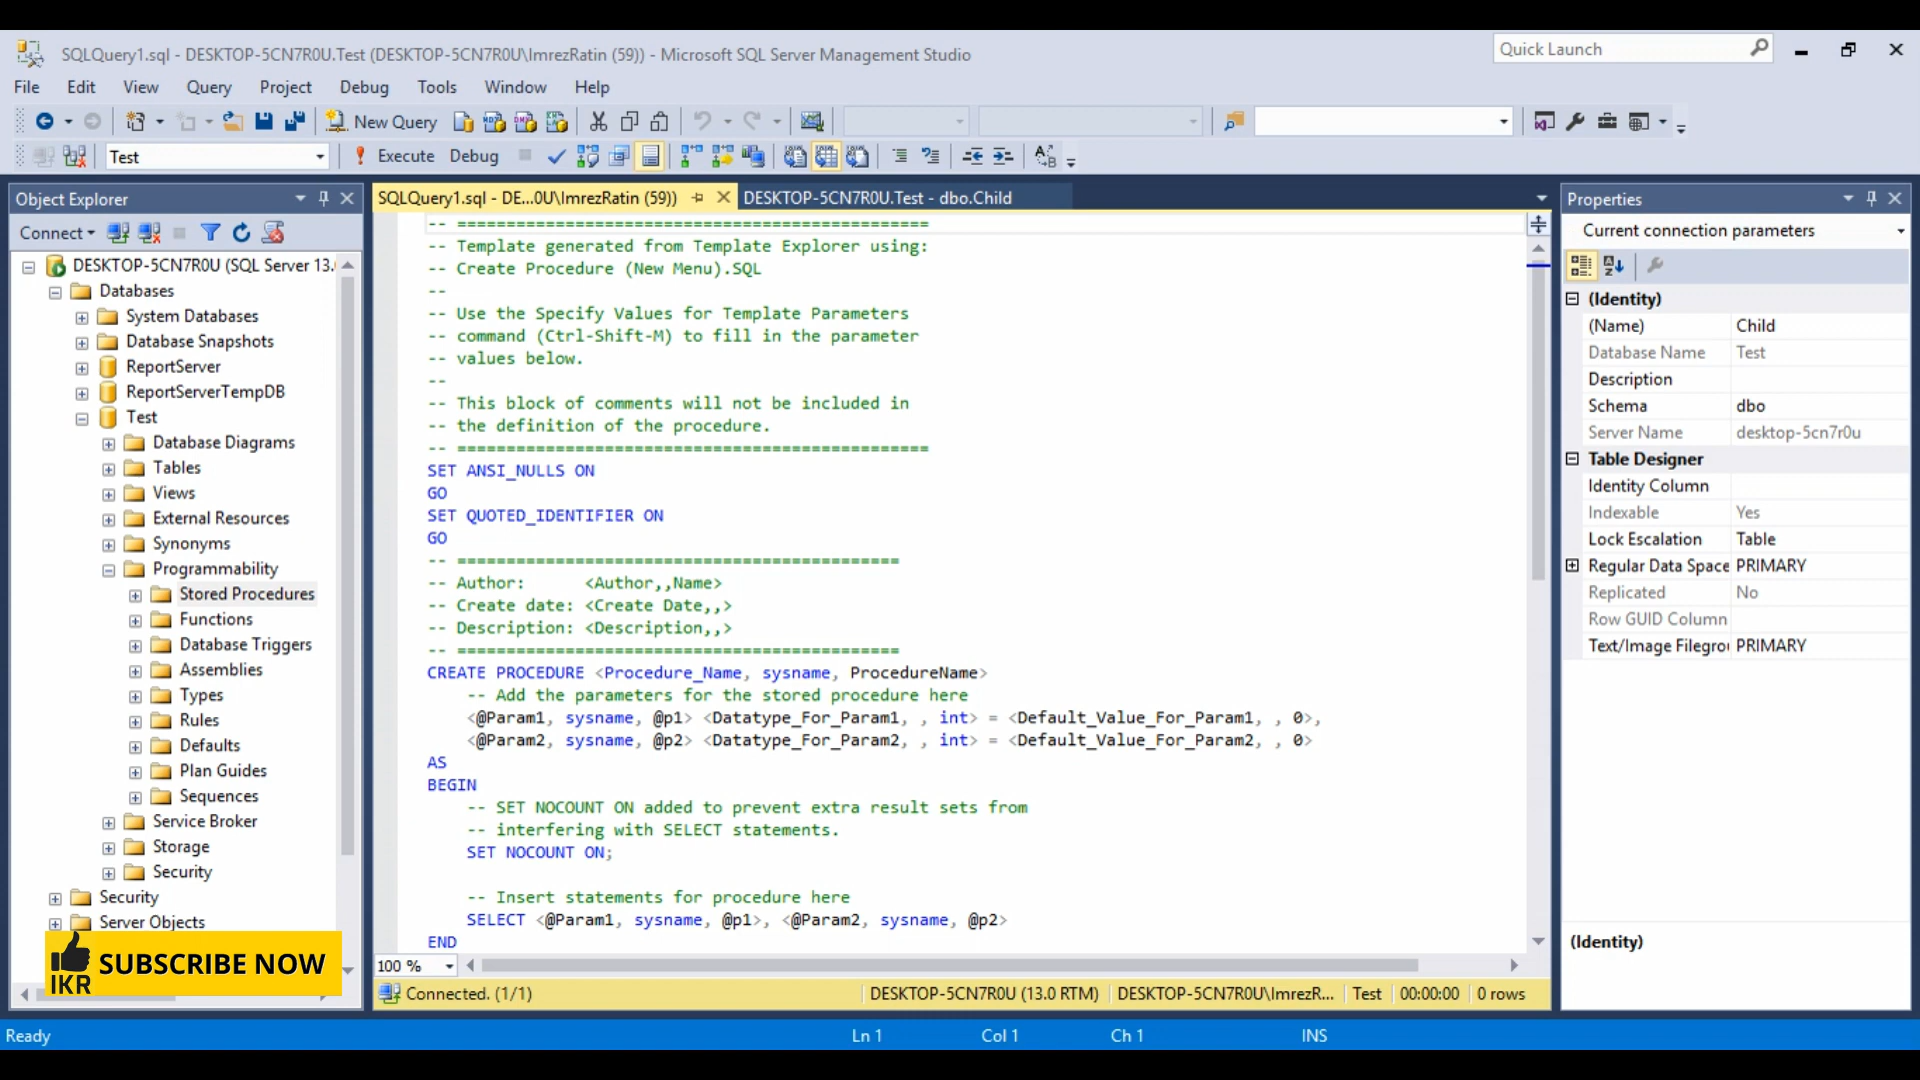 SQLQuery1.sql - DESKTOP-5CN7R0U.Test (DESKTOP-5CN7R0U\ImrezRatin (59)) - Microsoft SQL Server Management Studio
Quick Launch
File Edit View Query Project Debug Tools Window Help
New Query
Test
Execute Debug
Object Explorer
Connect
DESKTOP-5CN7R0U (SQL Server 13.
Databases
System Databases
Database Snapshots
ReportServer
ReportServerTempDB
Test
Database Diagrams
Tables
Views
External Resources
Synonyms
Programmability
Stored Procedures
Functions
Database Triggers
Assemblies
Types
Rules
Defaults
Plan Guides
Sequences
Service Broker
Storage
Security
Security
Server Objects
IKR SUBSCRIBE NOW
SQLQuery1.sql - DE...0U\ImrezRatin (59))
DESKTOP-5CN7R0U.Test - dbo.Child
-- ================================================
-- Template generated from Template Explorer using:
-- Create Procedure (New Menu).SQL
--
-- Use the Specify Values for Template Parameters
-- command (Ctrl-Shift-M) to fill in the parameter
-- values below.
--
-- This block of comments will not be included in
-- the definition of the procedure.
-- ================================================
SET ANSI_NULLS ON
GO
SET QUOTED_IDENTIFIER ON
GO
-- =============================================
-- Author:      <Author,,Name>
-- Create date: <Create Date,,>
-- Description: <Description,,>
-- =============================================
CREATE PROCEDURE <Procedure_Name, sysname, ProcedureName>
-- Add the parameters for the stored procedure here
<@Param1, sysname, @p1> <Datatype_For_Param1, , int> = <Default_Value_For_Param1, , 0>,
<@Param2, sysname, @p2> <Datatype_For_Param2, , int> = <Default_Value_For_Param2, , 0>
AS
BEGIN
-- SET NOCOUNT ON added to prevent extra result sets from
-- interfering with SELECT statements.
SET NOCOUNT ON;
-- Insert statements for procedure here
SELECT <@Param1, sysname, @p1>, <@Param2, sysname, @p2>
END
100 %
Connected. (1/1)
DESKTOP-5CN7R0U (13.0 RTM)
DESKTOP-5CN7R0U\ImrezR...
Test
00:00:00
0 rows
Properties
Current connection parameters
(Identity)
(Name) Child
Database Name Test
Description
Schema dbo
Server Name desktop-5cn7r0u
Table Designer
Identity Column
Indexable Yes
Lock Escalation Table
Regular Data Space PRIMARY
Replicated No
Row GUID Column
Text/Image Filegro PRIMARY
(Identity)
Ready
Ln 1
Col 1
Ch 1
INS